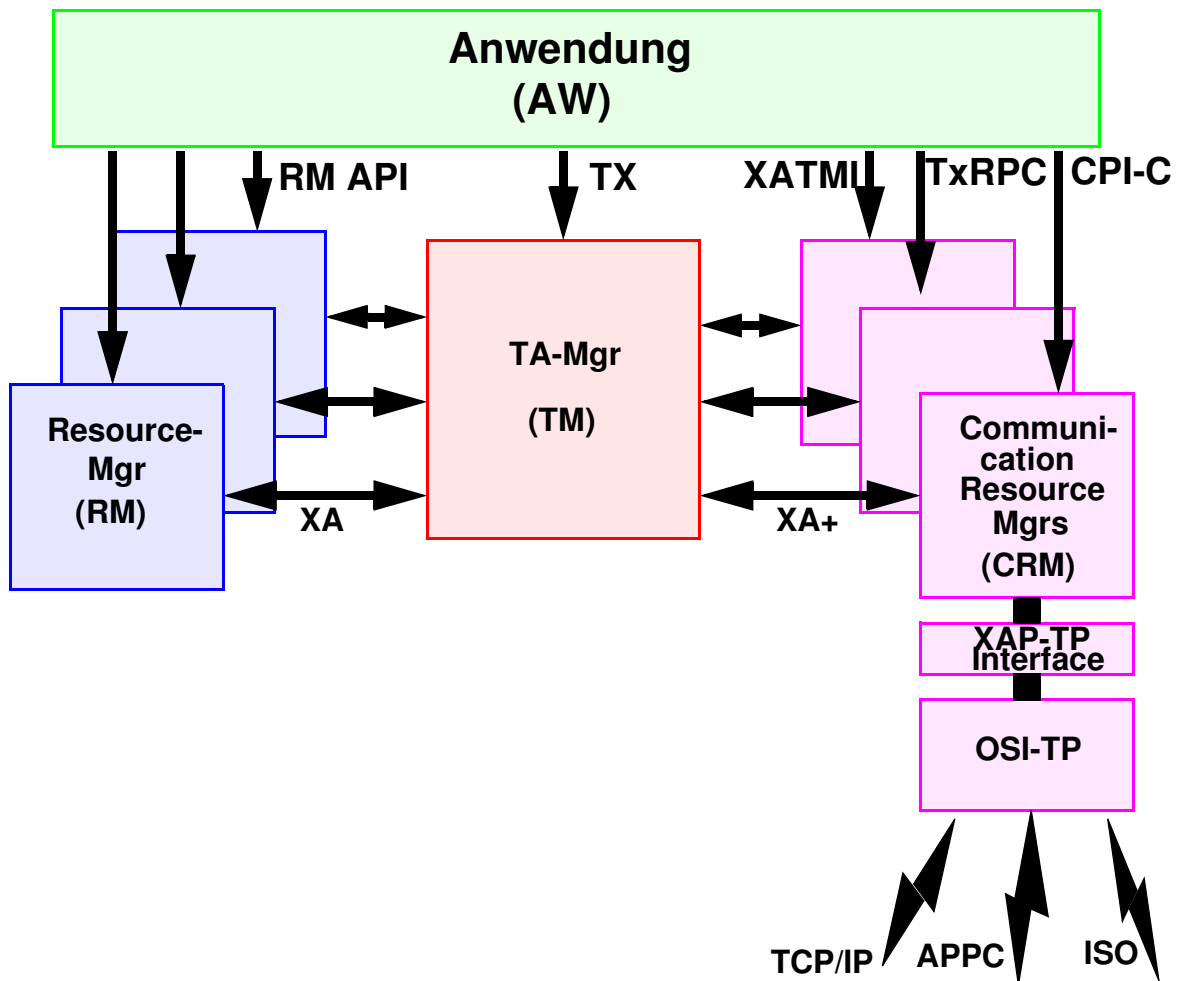 Anwendung
(AW)
RM API
TX
XATMI
TxRPC
CPI-C
TA-Mgr
(TM)
Resource-
Mgr
(RM)
XA
XA+
Communi-
cation
Resource
Mgrs
(CRM)
XAP-TP
Interface
OSI-TP
TCP/IP
APPC
ISO